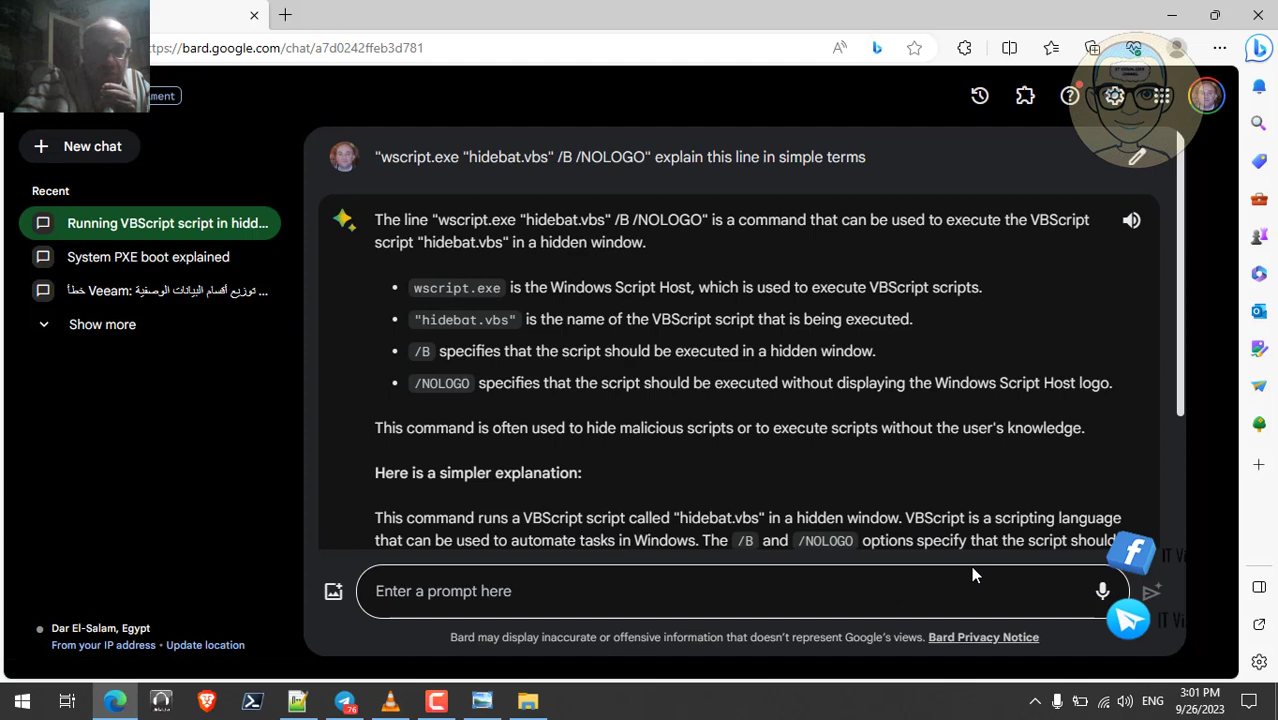 ttps://bard.google.com/chat/a7d0242ffeb3d781
ment
New chat
Recent
Running VBScript script in hidd...
System PXE boot explained
خطأ Veeam: توزيع أقسام البيانات الوصفية ...
Show more
Dar El-Salam, Egypt
From your IP address • Update location
"wscript.exe "hidebat.vbs" /B /NOLOGO" explain this line in simple terms
The line "wscript.exe "hidebat.vbs" /B /NOLOGO" is a command that can be used to execute the VBScript
script "hidebat.vbs" in a hidden window.
• wscript.exe is the Windows Script Host, which is used to execute VBScript scripts.
• "hidebat.vbs" is the name of the VBScript script that is being executed.
• /B specifies that the script should be executed in a hidden window.
• /NOLOGO specifies that the script should be executed without displaying the Windows Script Host logo.
This command is often used to hide malicious scripts or to execute scripts without the user's knowledge.
Here is a simpler explanation:
This command runs a VBScript script called "hidebat.vbs" in a hidden window. VBScript is a scripting language
that can be used to automate tasks in Windows. The /B and /NOLOGO options specify that the script should
IT Vi
Enter a prompt here
IT Vi
Bard may display inaccurate or offensive information that doesn't represent Google's views. Bard Privacy Notice
76
ENG
3:01 PM
9/26/2023